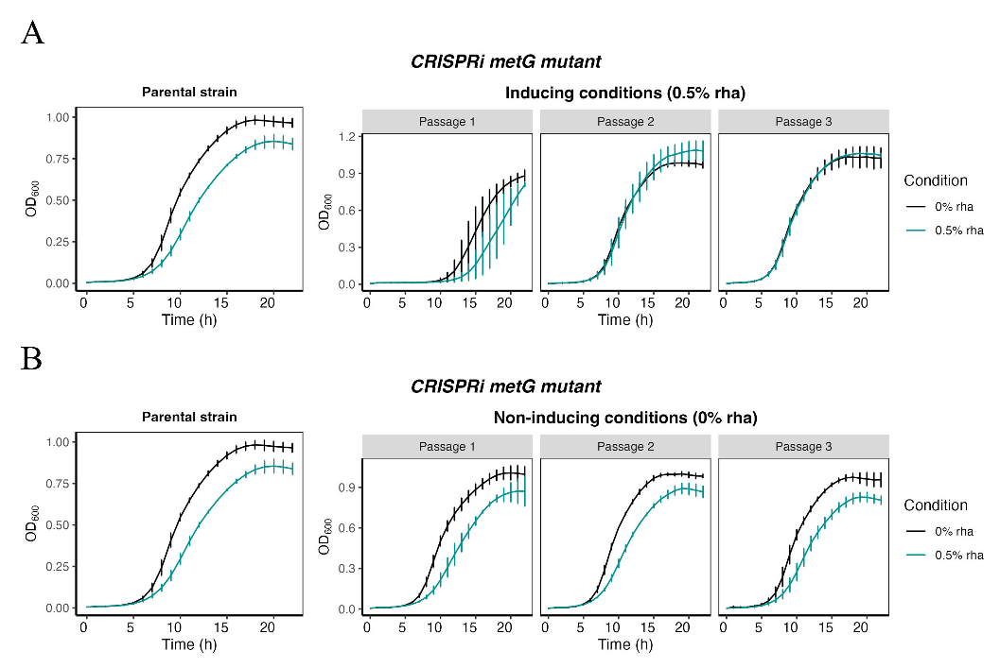 A
CRISPRi metG mutant
Parental strain
Inducing conditions (0.5% rha)
Passage 1
Passage 2
Passage 3
1.00
0.75
0.50
0.25
0.00
OD600
0 5 10 15 20
Time (h)
1.2
0.9
0.6
0.3
0.0
OD600
0 5 10 15 20
0 5 10 15 20
0 5 10 15 20
Time (h)
Condition
0% rha
0.5% rha
B
CRISPRi metG mutant
Parental strain
Non-inducing conditions (0% rha)
Passage 1
Passage 2
Passage 3
1.00
0.75
0.50
0.25
0.00
OD600
0 5 10 15 20
Time (h)
0.9
0.6
0.3
0.0
OD600
0 5 10 15 20
0 5 10 15 20
0 5 10 15 20
Time (h)
Condition
0% rha
0.5% rha